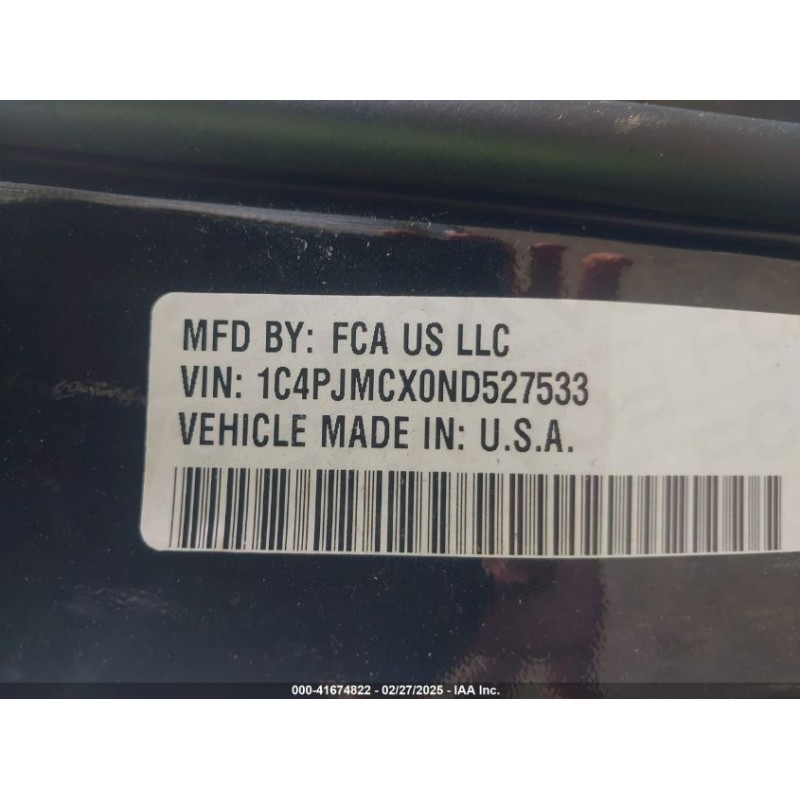 MFD BY: FCA US LLC
VIN: 1C4PJMCX0ND527533
VEHICLE MADE IN: U.S.A.
000-41674822 - 02/27/2025 - IAA Inc.